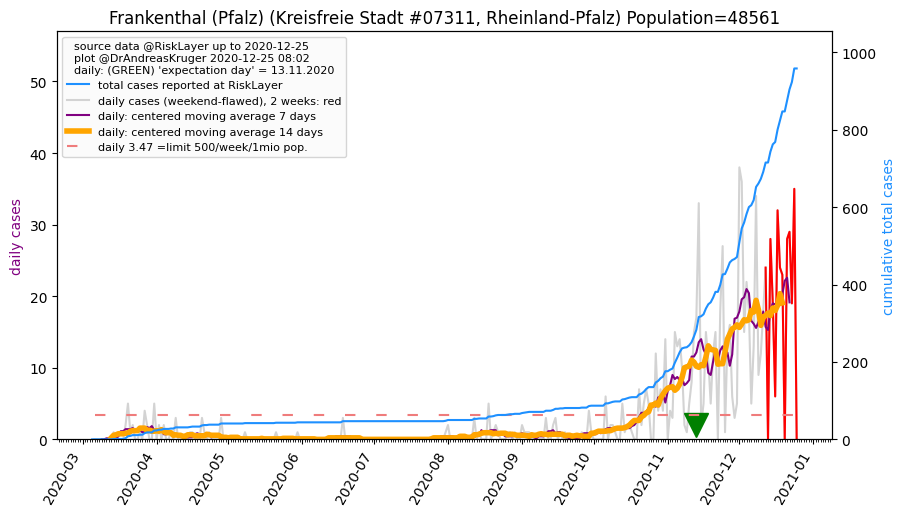 Frankenthal (Pfalz) (Kreisfreie Stadt #07311, Rheinland-Pfalz) Population=48561
source data @RiskLayer up to 2020-12-25
plot @DrAndreasKruger 2020-12-25 08:02
daily: (GREEN) 'expectation day' = 13.11.2020
total cases reported at RiskLayer
daily cases (weekend-flawed), 2 weeks: red
daily: centered moving average 7 days
daily: centered moving average 14 days
daily 3.47 =limit 500/week/1mio pop.
daily cases
50
40
30
20
10
0
cumulative total cases
1000
800
600
400
200
0
2020-03
2020-04
2020-05
2020-06
2020-07
2020-08
2020-09
2020-10
2020-11
2020-12
2021-01